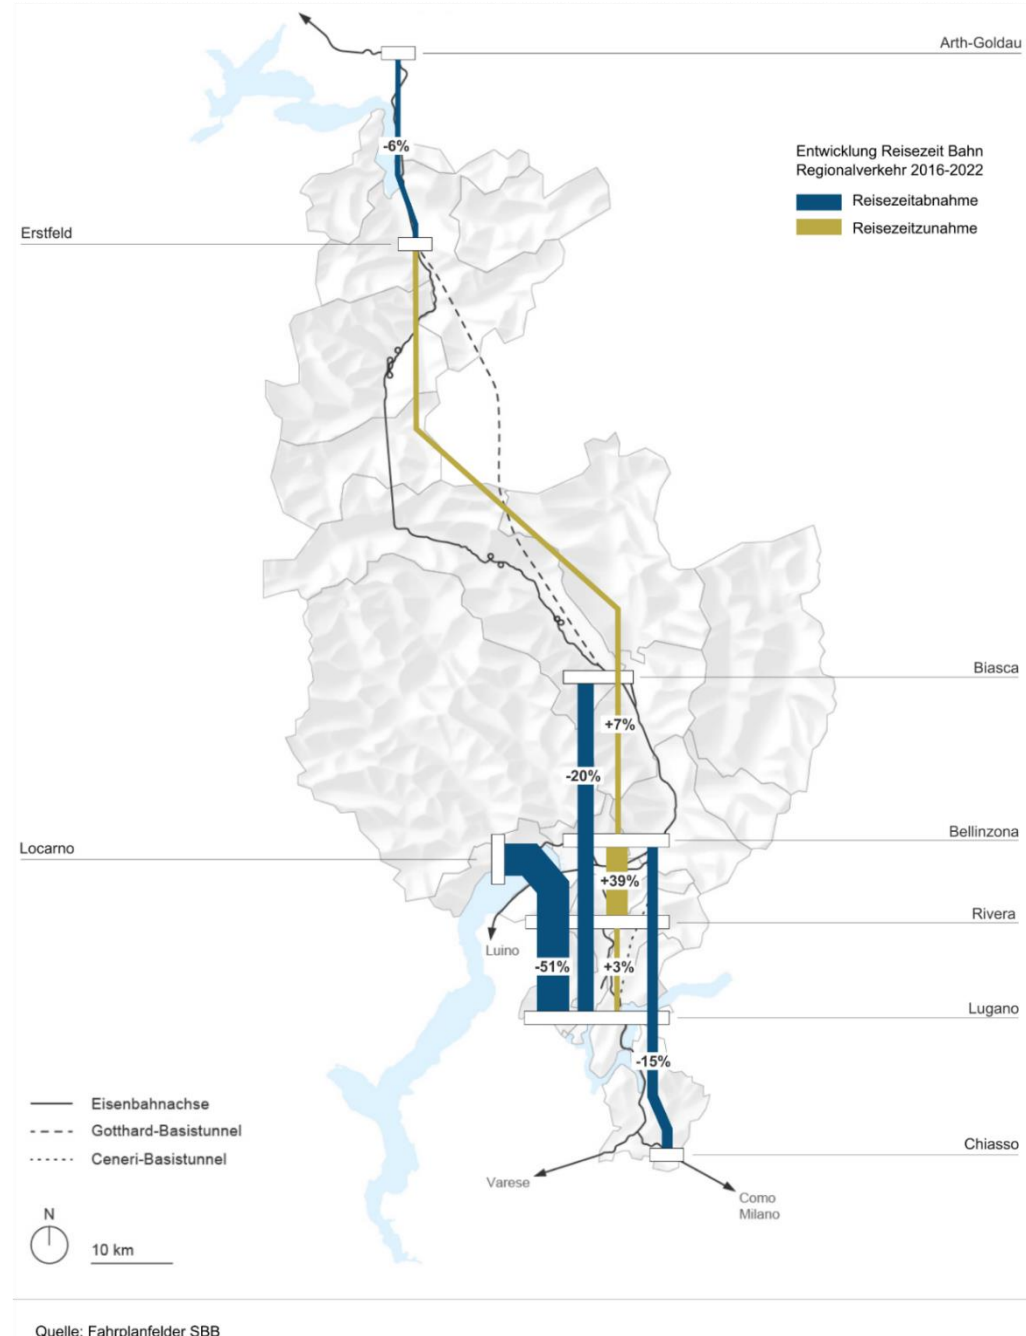 Arth-Goldau
-6%
Entwicklung Reisezeit Bahn
Regionalverkehr 2016-2022
Reisezeitabnahme
Reisezeitzunahme
Erstfeld
Biasca
+7%
-20%
Bellinzona
Locarno
+39%
Rivera
Luino
-51%
+3%
Lugano
-15%
Eisenbahnachse
Gotthard-Basistunnel
Ceneri-Basistunnel
Chiasso
Varese
Como
Milano
N
10 km
Quelle: Fahrplanfelder SBB